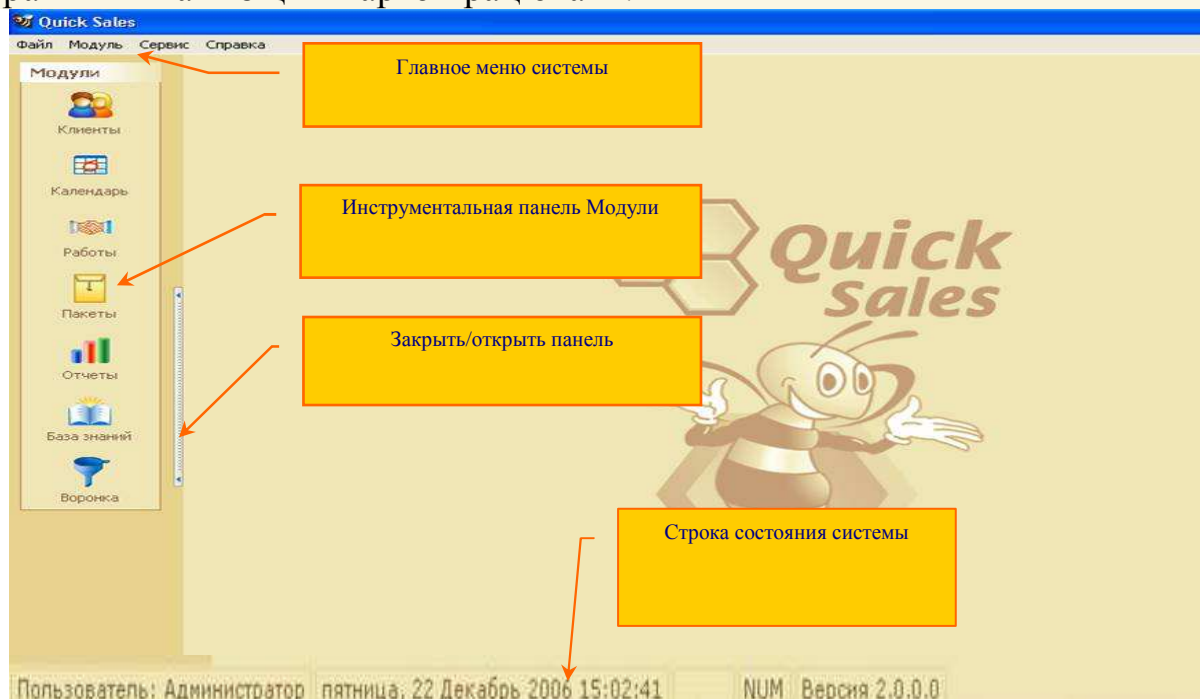 Quick Sales
Файл Модуль Сервис Справка
Главное меню системы
Модули
Клиенты
Календарь
Работы
Пакеты
Отчеты
База знаний
Воронка
Инструментальная панель Модули
Quick
Sales
Закрыть/открыть панель
Строка состояния системы
Пользователь: Администратор пятница, 22 Декабрь 2006 15:02:41 NUM Версия 2.0.0.0